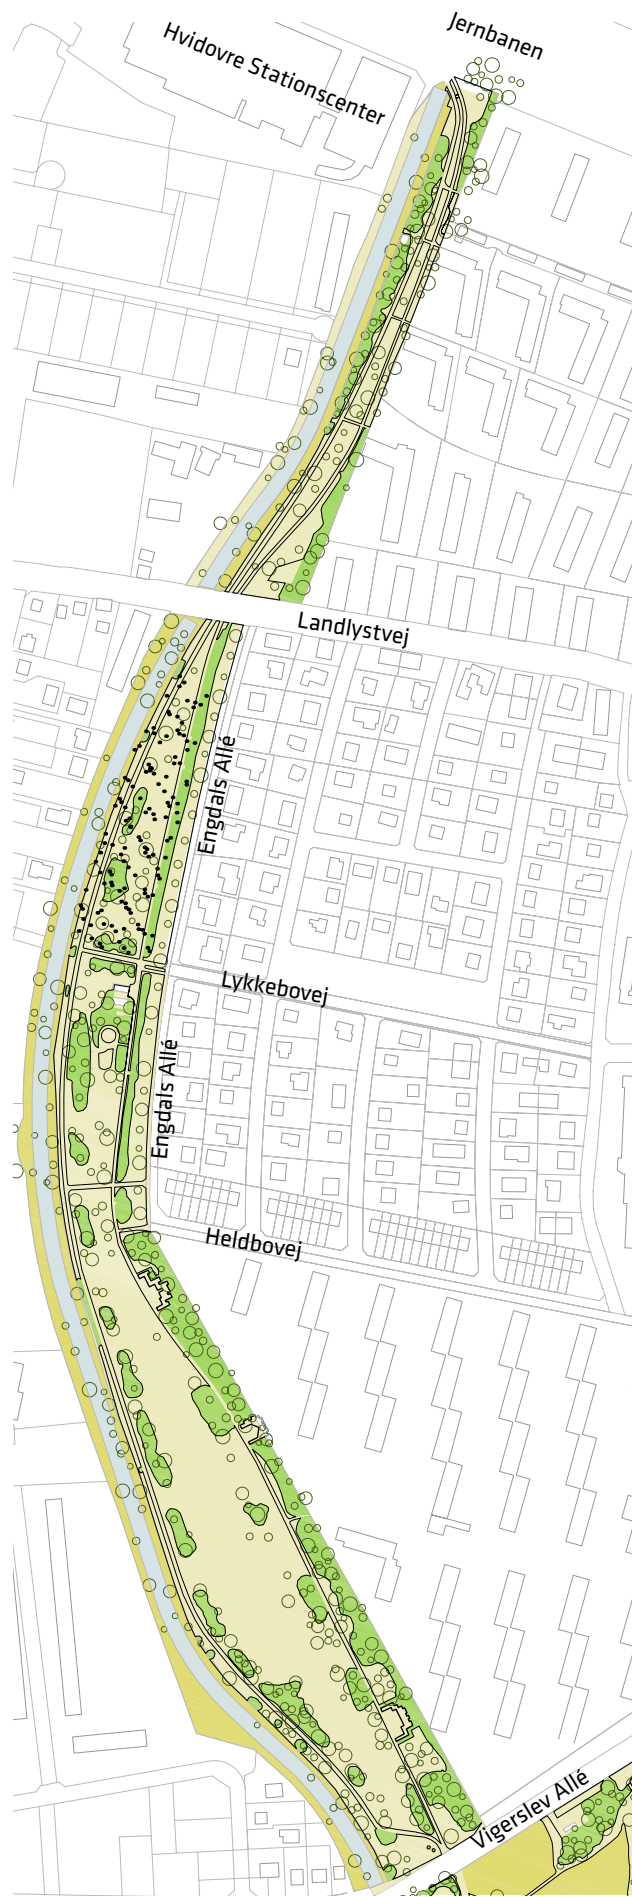 Jernbanen
Hvidovre Stationscenter
Landlystvej
Engdals Allé
Lykkebovej
Engdals Allé
Heldbovej
Vigerslev Allé